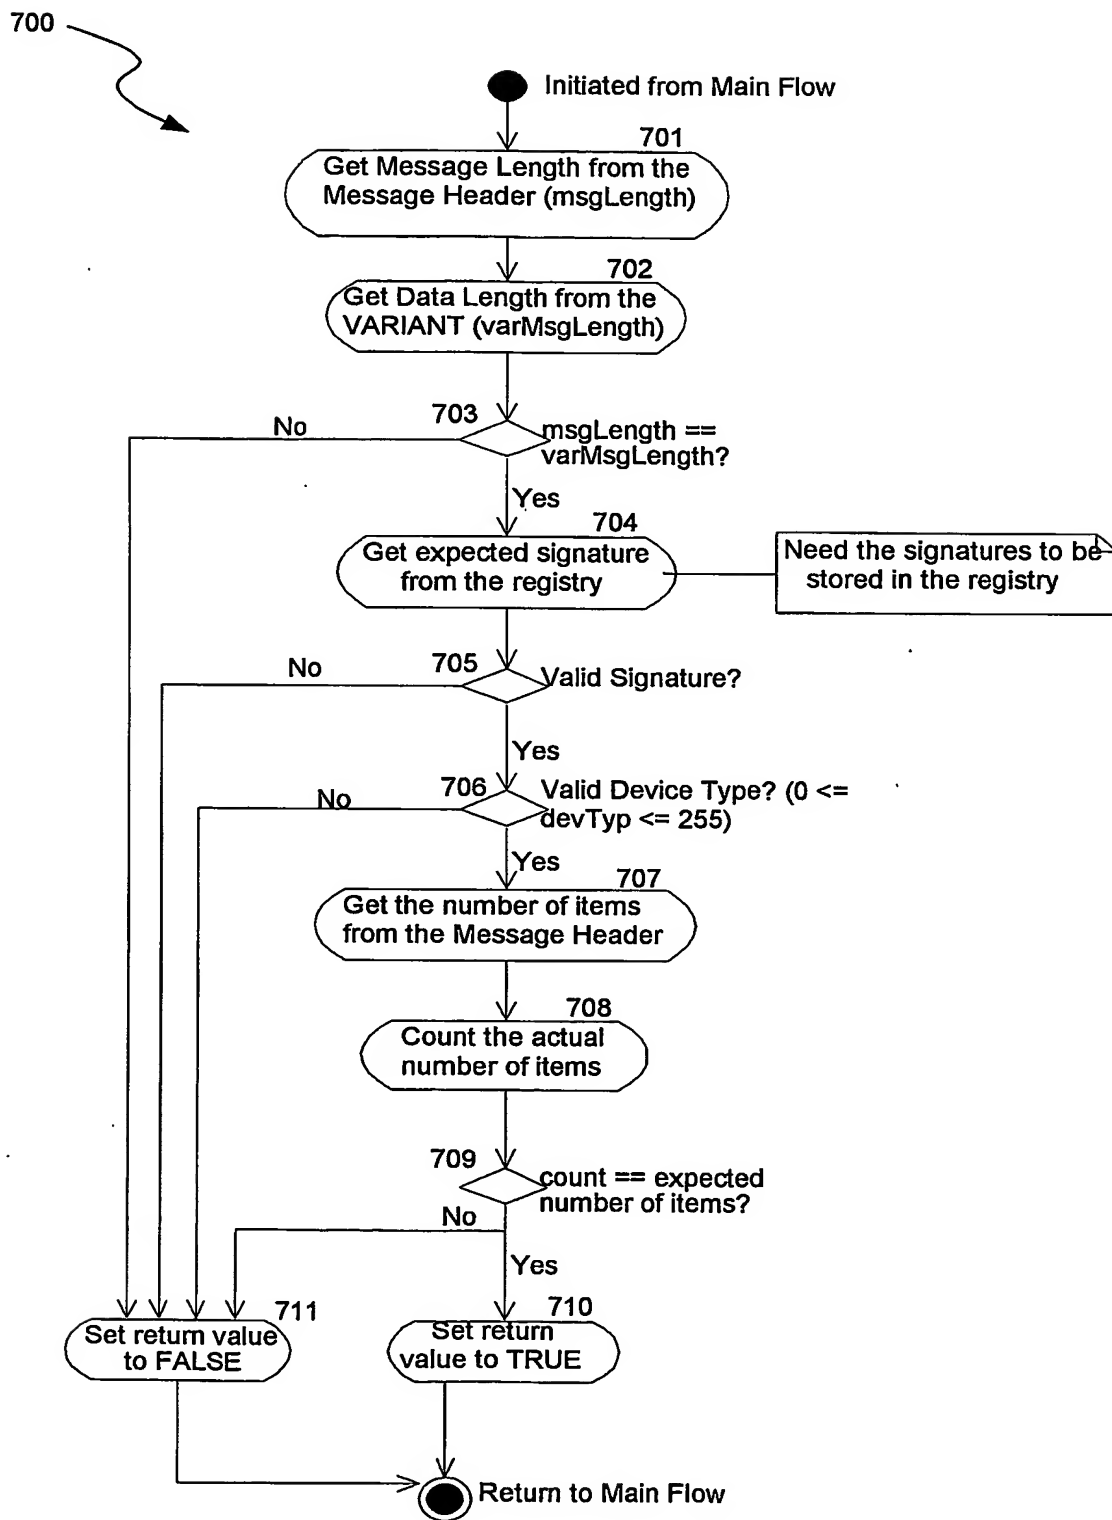 700
Initiated from Main Flow
701
Get Message Length from the
Message Header (msgLength)
702
Get Data Length from the
VARIANT (varMsgLength)
703
No
msgLength ==
varMsgLength?
Yes
704
Get expected signature
from the registry
Need the signatures to be
stored in the registry
705
No
Valid Signature?
Yes
706
No
Valid Device Type? (0 <=
devTyp <= 255)
Yes
707
Get the number of items
from the Message Header
708
Count the actual
number of items
709
count == expected
number of items?
No
Yes
711
Set return value
to FALSE
710
Set return
value to TRUE
Return to Main Flow